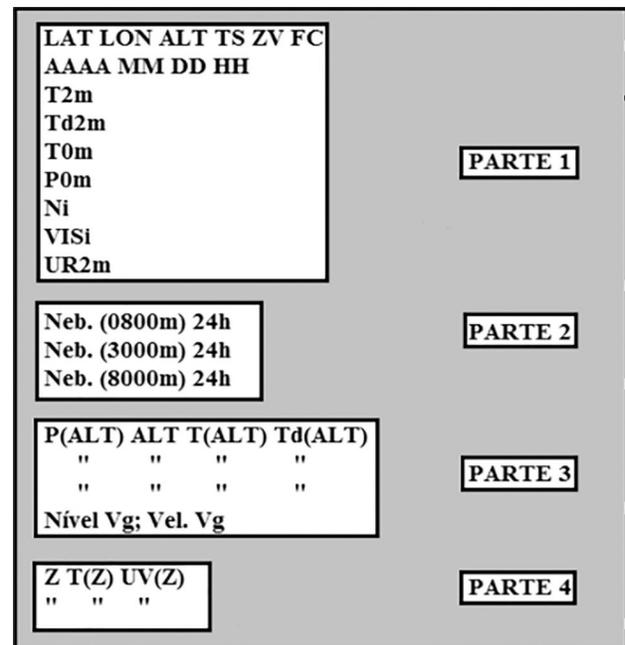 LAT LON ALT TS ZV FC
AAAA MM DD HH
T2m
Td2m
T0m
P0m
Ni
VISi
UR2m
PARTE 1
Neb. (0800m) 24h
Neb. (3000m) 24h
Neb. (8000m) 24h
PARTE 2
P(ALT) ALT T(ALT) Td(ALT)
" " " "
" " " "
Nível Vg; Vel. Vg
PARTE 3
Z T(Z) UV(Z)
" " "
PARTE 4